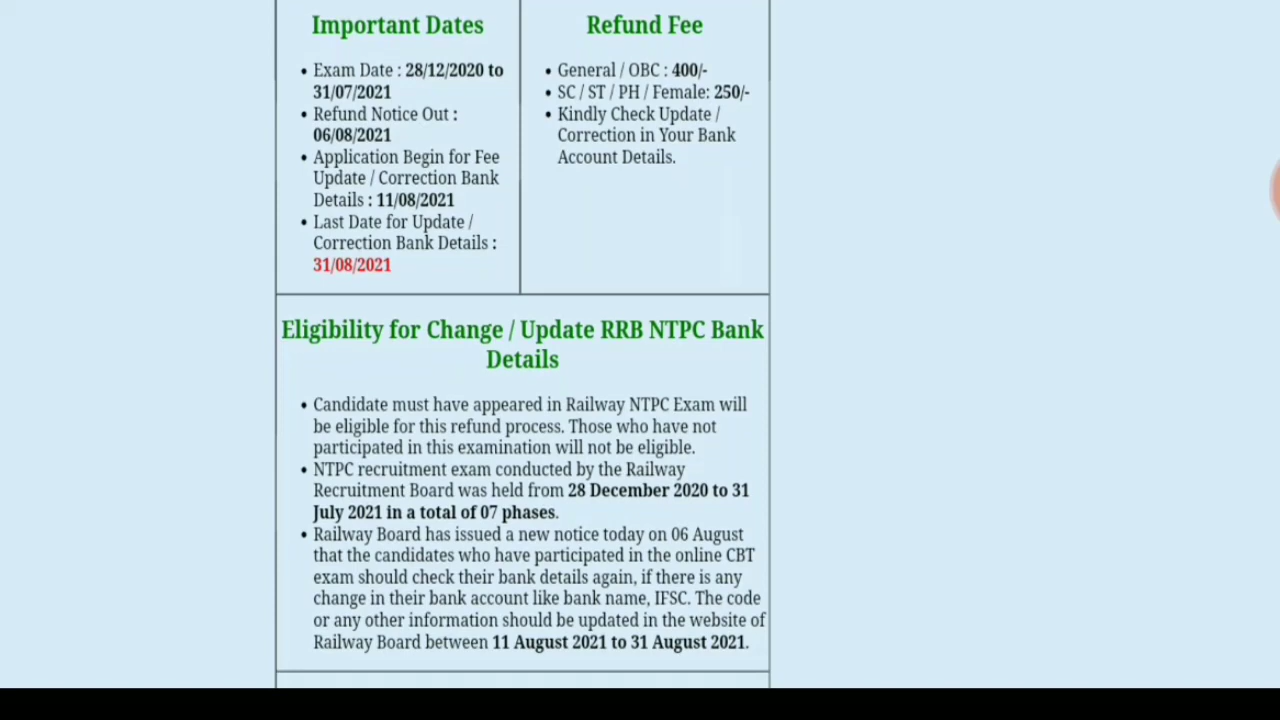 Important Dates
• Exam Date : 28/12/2020 to
31/07/2021
• Refund Notice Out :
06/08/2021
• Application Begin for Fee
Update / Correction Bank
Details : 11/08/2021
• Last Date for Update /
Correction Bank Details :
31/08/2021
Refund Fee
• General / OBC : 400/-
• SC / ST / PH / Female: 250/-
• Kindly Check Update /
Correction in Your Bank
Account Details.
Eligibility for Change / Update RRB NTPC Bank
Details
• Candidate must have appeared in Railway NTPC Exam will
be eligible for this refund process. Those who have not
participated in this examination will not be eligible.
• NTPC recruitment exam conducted by the Railway
Recruitment Board was held from 28 December 2020 to 31
July 2021 in a total of 07 phases.
• Railway Board has issued a new notice today on 06 August
that the candidates who have participated in the online CBT
exam should check their bank details again, if there is any
change in their bank account like bank name, IFSC. The code
or any other information should be updated in the website of
Railway Board between 11 August 2021 to 31 August 2021.